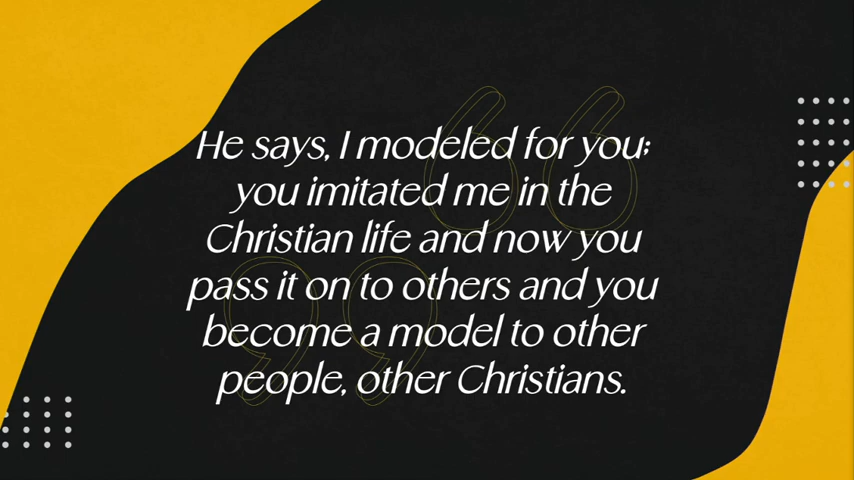 He says, I modeled for you;
you imitated me in the
Christian life and now you
pass it on to others and you
become a model to other
people, other Christians.